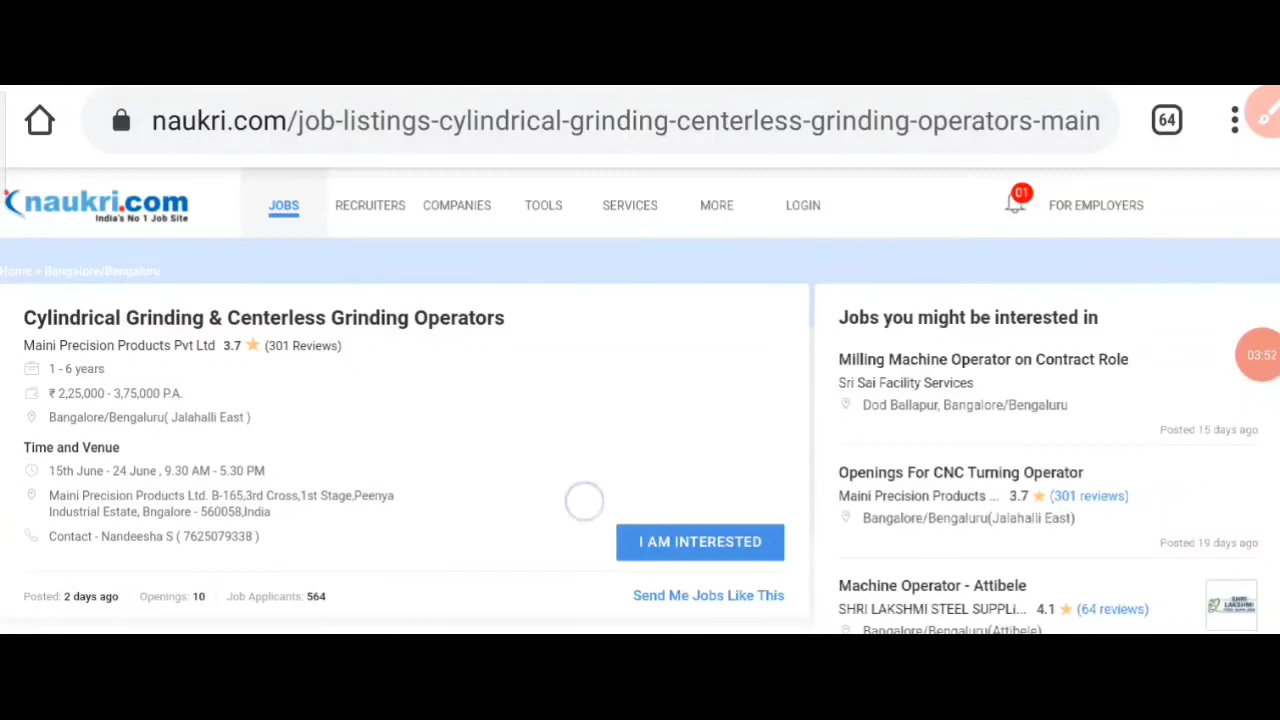 naukri.com/job-listings-cylindrical-grinding-centerless-grinding-operators-main
64
naukri.com
India's No 1 Job Site
JOBS RECRUITERS COMPANIES TOOLS SERVICES MORE LOGIN 01 FOR EMPLOYERS
Home > Bangalore/Bengaluru
Cylindrical Grinding & Centerless Grinding Operators
Maini Precision Products Pvt Ltd 3.7 (301 Reviews)
1 - 6 years
₹ 2,25,000 - 3,75,000 P.A.
Bangalore/Bengaluru( Jalahalli East )
Time and Venue
15th June - 24 June , 9.30 AM - 5.30 PM
Maini Precision Products Ltd. B-165,3rd Cross,1st Stage,Peenya
Industrial Estate, Bngalore - 560058,India
Contact - Nandeesha S ( 7625079338 )
I AM INTERESTED
Posted: 2 days ago Openings: 10 Job Applicants: 564
Send Me Jobs Like This
Jobs you might be interested in
Milling Machine Operator on Contract Role
Sri Sai Facility Services
Dod Ballapur, Bangalore/Bengaluru
Posted 15 days ago
Openings For CNC Turning Operator
Maini Precision Products ... 3.7 (301 reviews)
Bangalore/Bengaluru(Jalahalli East)
Posted 19 days ago
Machine Operator - Attibele
SHRI LAKSHMI STEEL SUPPLi... 4.1 (64 reviews)
Bangalore/Bengaluru(Attibele)
SHRI
LAKSHMI
03:52